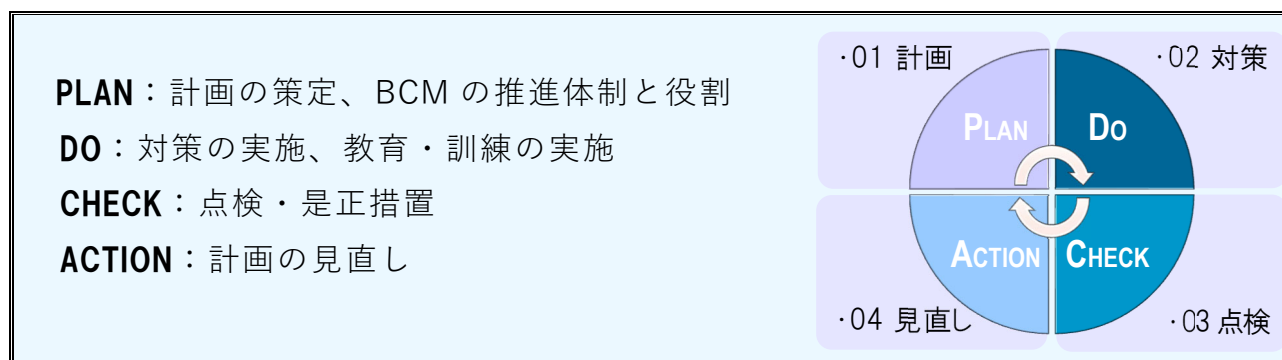 PLAN：計画の策定、BCM の推進体制と役割
DO：対策の実施、教育・訓練の実施
CHECK：点検・是正措置
ACTION：計画の見直し
・01 計画
・02 対策
PLAN
DO
ACTION
CHECK
・04 見直し
・03 点検